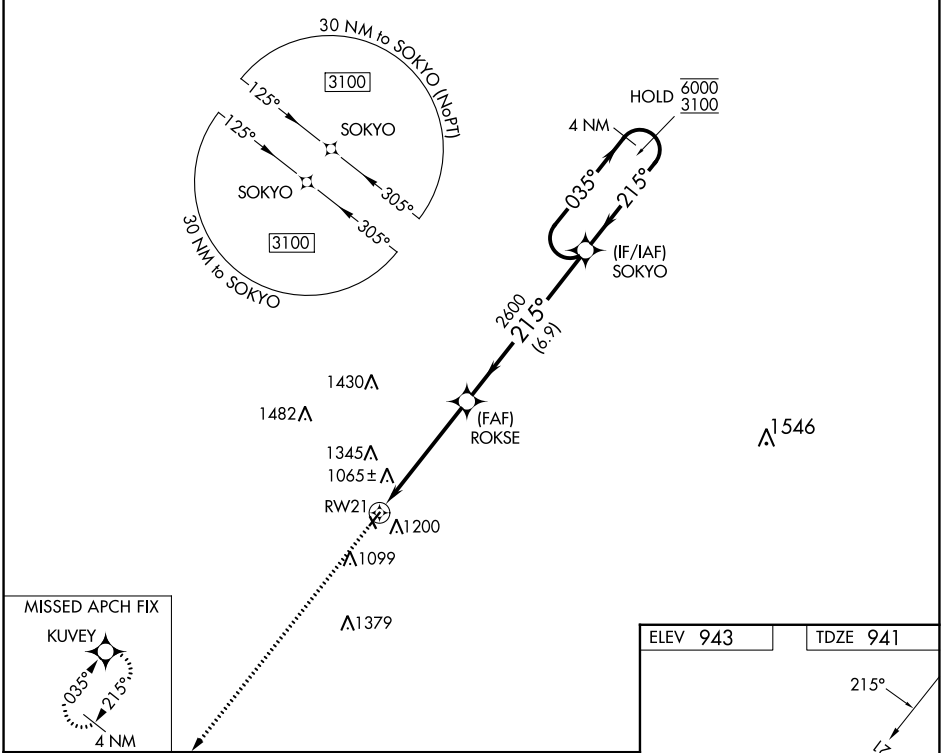 30 NM to SOKYO (NoPT)
3100
125°
SOKYO
305°
125°
SOKYO
305°
3100
30 NM to SOKYO
HOLD 6000
3100
4 NM
035°
215°
(IF/IAF)
SOKYO
2600
215°
(6.9)
1430
1482
(FAF)
ROKSE
1546
1345
1065±
RW21
1200
1099
1379
MISSED APCH FIX
KUVEY
035°
215°
4 NM
ELEV 943
TDZE 941
215°
21